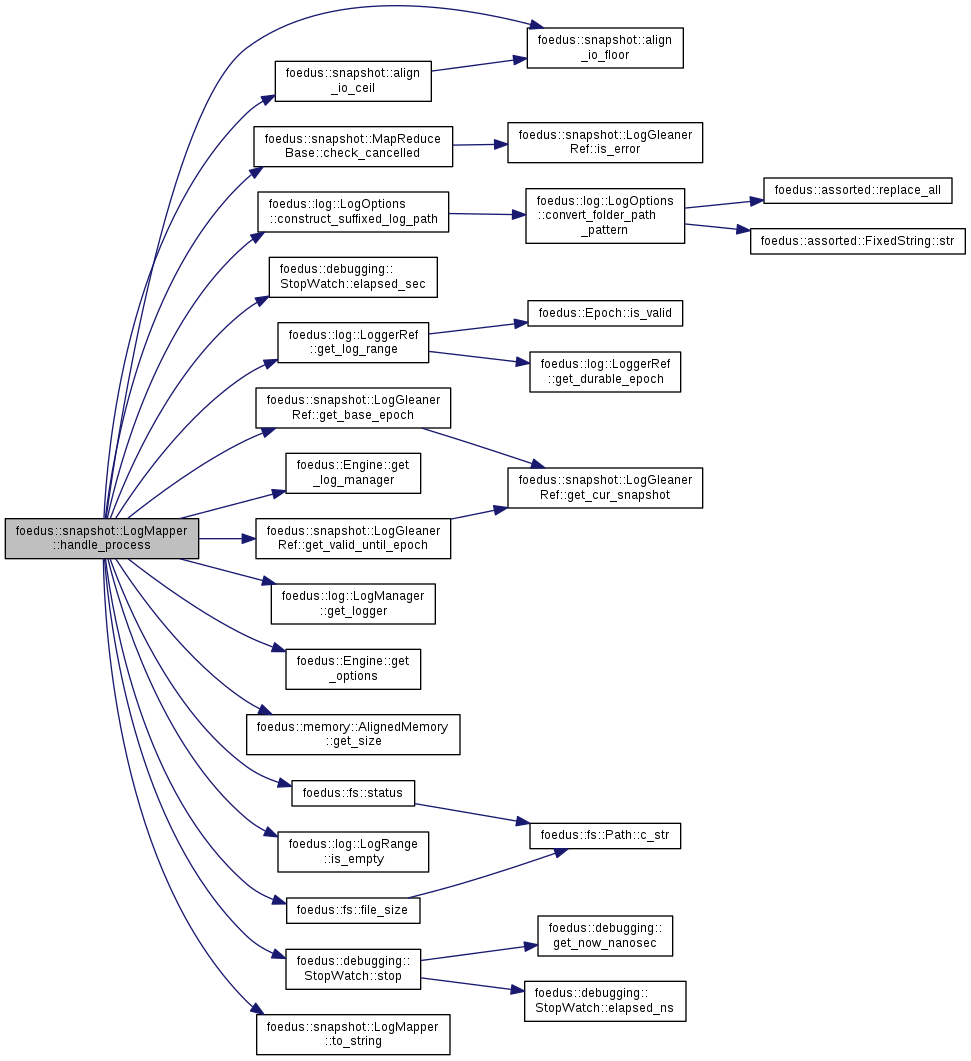 foedus::snapshot::LogMapper
::handle_process
foedus::snapshot::align
_io_ceil
foedus::snapshot::align
_io_floor
foedus::snapshot::MapReduce
Base::check_cancelled
foedus::snapshot::LogGleaner
Ref::is_error
foedus::log::LogOptions
::construct_suffixed_log_path
foedus::log::LogOptions
::convert_folder_path
_pattern
foedus::assorted::replace_all
foedus::assorted::FixedString::str
foedus::debugging::
StopWatch::elapsed_sec
foedus::log::LoggerRef
::get_log_range
foedus::Epoch::is_valid
foedus::log::LoggerRef
::get_durable_epoch
foedus::snapshot::LogGleaner
Ref::get_base_epoch
foedus::Engine::get
_log_manager
foedus::snapshot::LogGleaner
Ref::get_cur_snapshot
foedus::snapshot::LogGleaner
Ref::get_valid_until_epoch
foedus::log::LogManager
::get_logger
foedus::Engine::get
_options
foedus::memory::AlignedMemory
::get_size
foedus::fs::status
foedus::fs::Path::c_str
foedus::log::LogRange
::is_empty
foedus::fs::file_size
foedus::debugging::
StopWatch::stop
foedus::debugging::
get_now_nanosec
foedus::debugging::
StopWatch::elapsed_ns
foedus::snapshot::LogMapper
::to_string